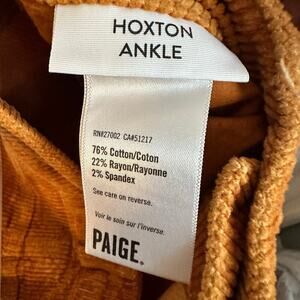 HOXTON
ANKLE
RN#27002 CA#51217
76% Cotton/Coton
22% Rayon/Rayonne
2% Spandex
See care on reverse.
Voir le soin sur l'inverse.
PAIGE.